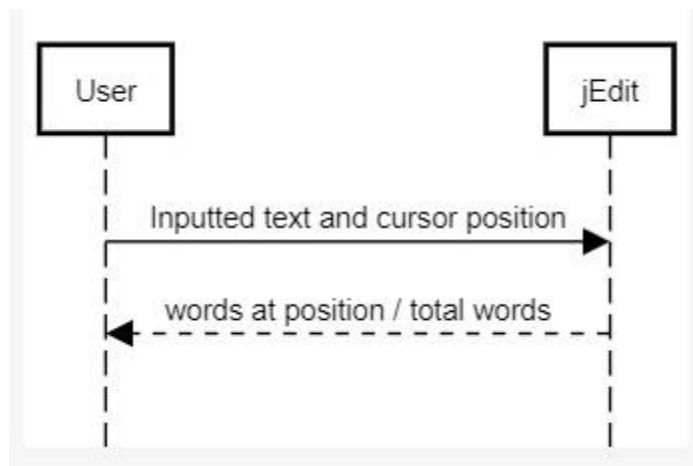 User
jEdit
Inputted text and cursor position
words at position / total words